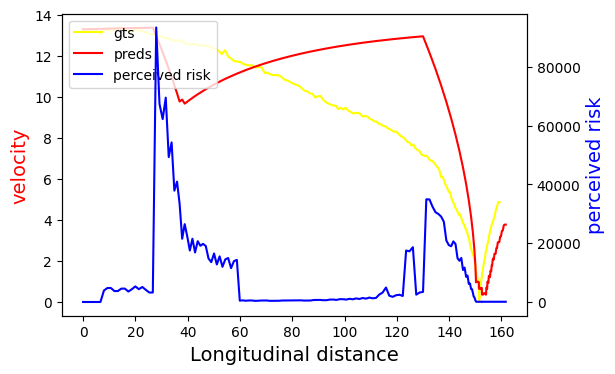 gts
preds
perceived risk
velocity
14
12
10
8
6
4
2
0
80000
60000
40000
20000
0
perceived risk
0 20 40 60 80 100 120 140 160
Longitudinal distance